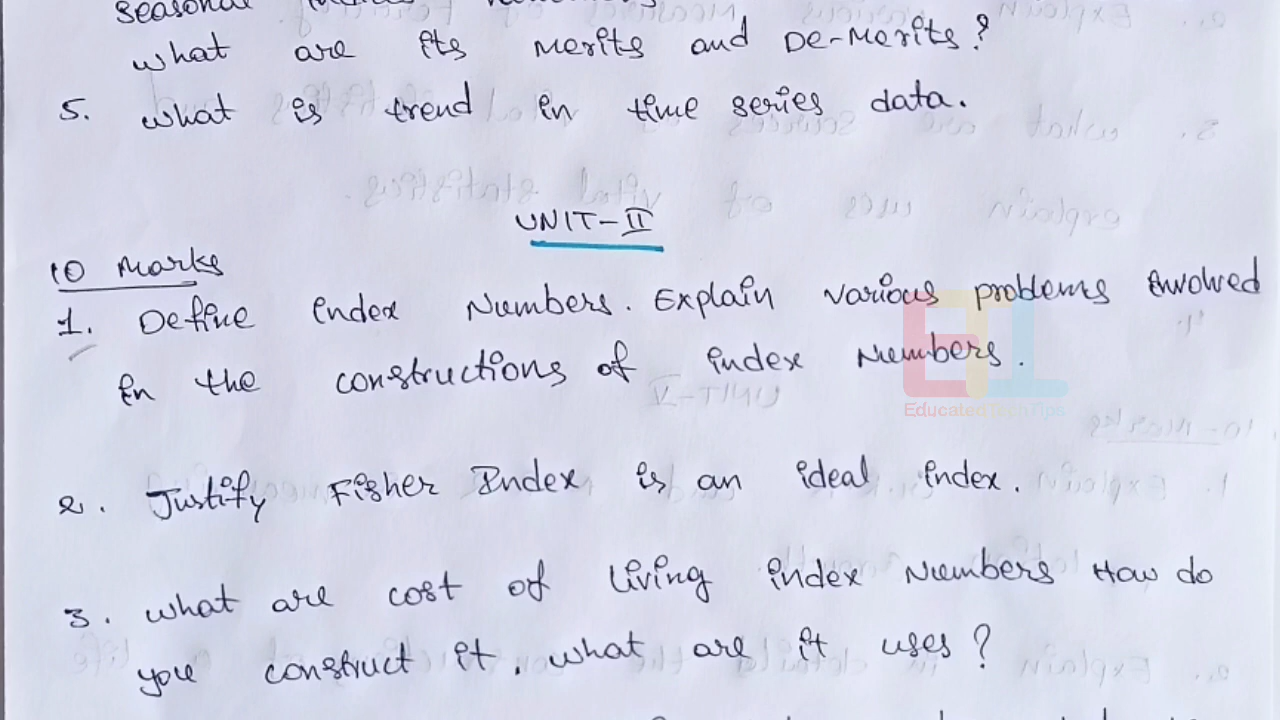 seasonal
what are its merits and De-Merits?
5. what is trend in time series data.
UNIT-II
10 Marks
1. Define index Numbers. Explain various problems involved
in the constructions of index Numbers.
EducatedTechTips
2. Justify Fisher Index is an ideal index.
3. what are cost of living index Numbers How do
you construct it. what are it uses?